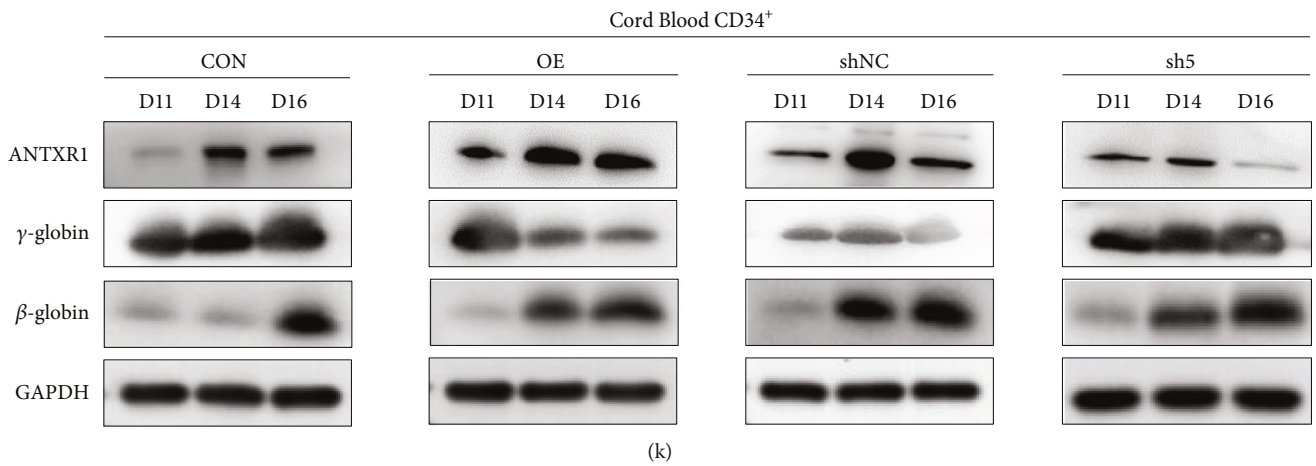 Cord Blood CD34⁺
CON OE shNC sh5
D11 D14 D16 D11 D14 D16 D11 D14 D16 D11 D14 D16
ANTXR1
γ-globin
β-globin
GAPDH
(k)